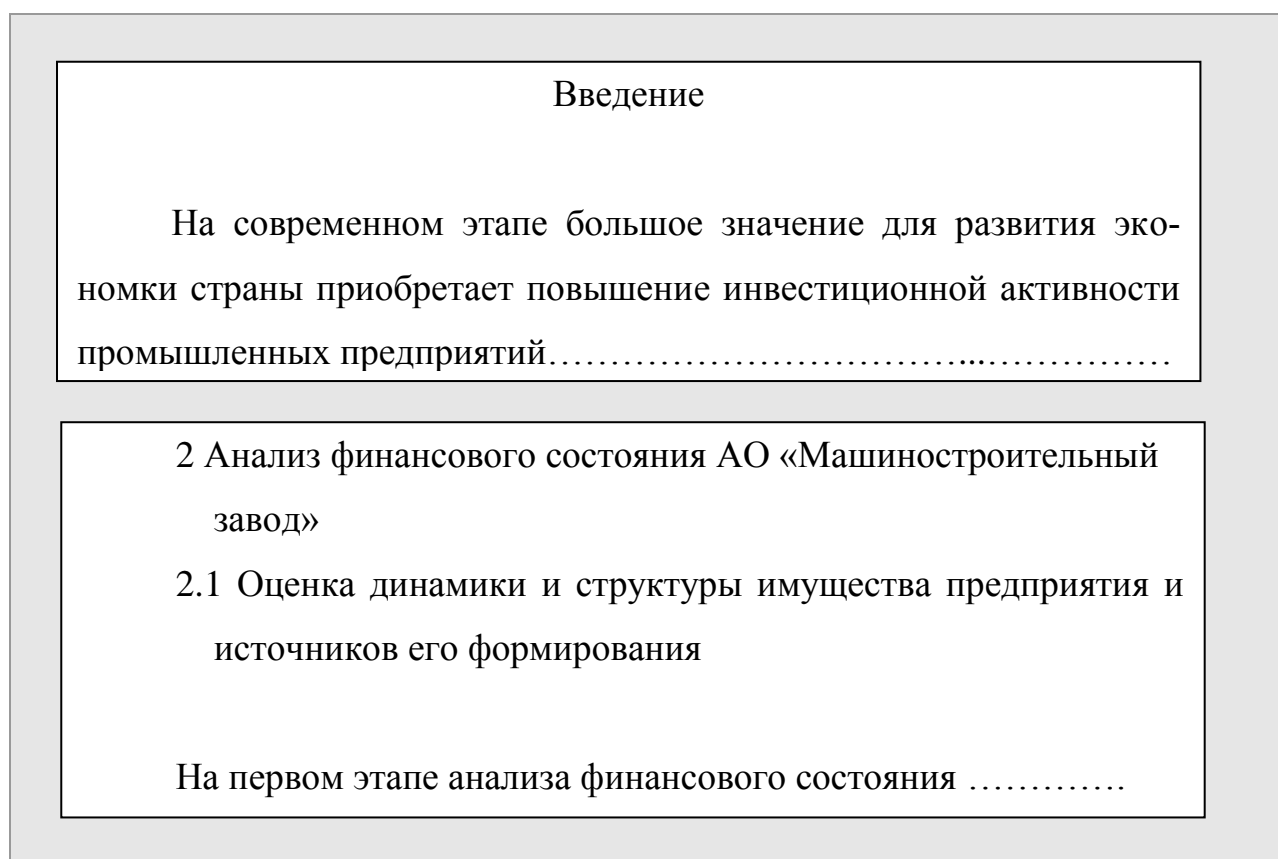 Введение
На современном этапе большое значение для развития эко-
номки страны приобретает повышение инвестиционной активности
промышленных предприятий……………………………...……………
2 Анализ финансового состояния АО «Машиностроительный
завод»
2.1 Оценка динамики и структуры имущества предприятия и
источников его формирования
На первом этапе анализа финансового состояния ………….